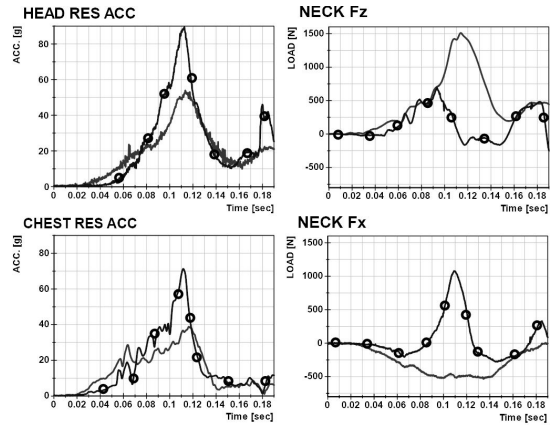 HEAD RES ACC
ACC. [g]
80
60
40
20
0
0 0.02 0.04 0.06 0.08 0.1 0.12 0.14 0.16 0.18
Time [sec]
NECK Fz
LOAD [N]
1500
1000
500
0
-500
0 0.02 0.04 0.06 0.08 0.1 0.12 0.14 0.16 0.18
Time [sec]
CHEST RES ACC
ACC. [g]
80
60
40
20
0
0 0.02 0.04 0.06 0.08 0.1 0.12 0.14 0.16 0.18
Time [sec]
NECK Fx
LOAD [N]
1500
1000
500
0
-500
0 0.02 0.04 0.06 0.08 0.1 0.12 0.14 0.16 0.18
Time [sec]